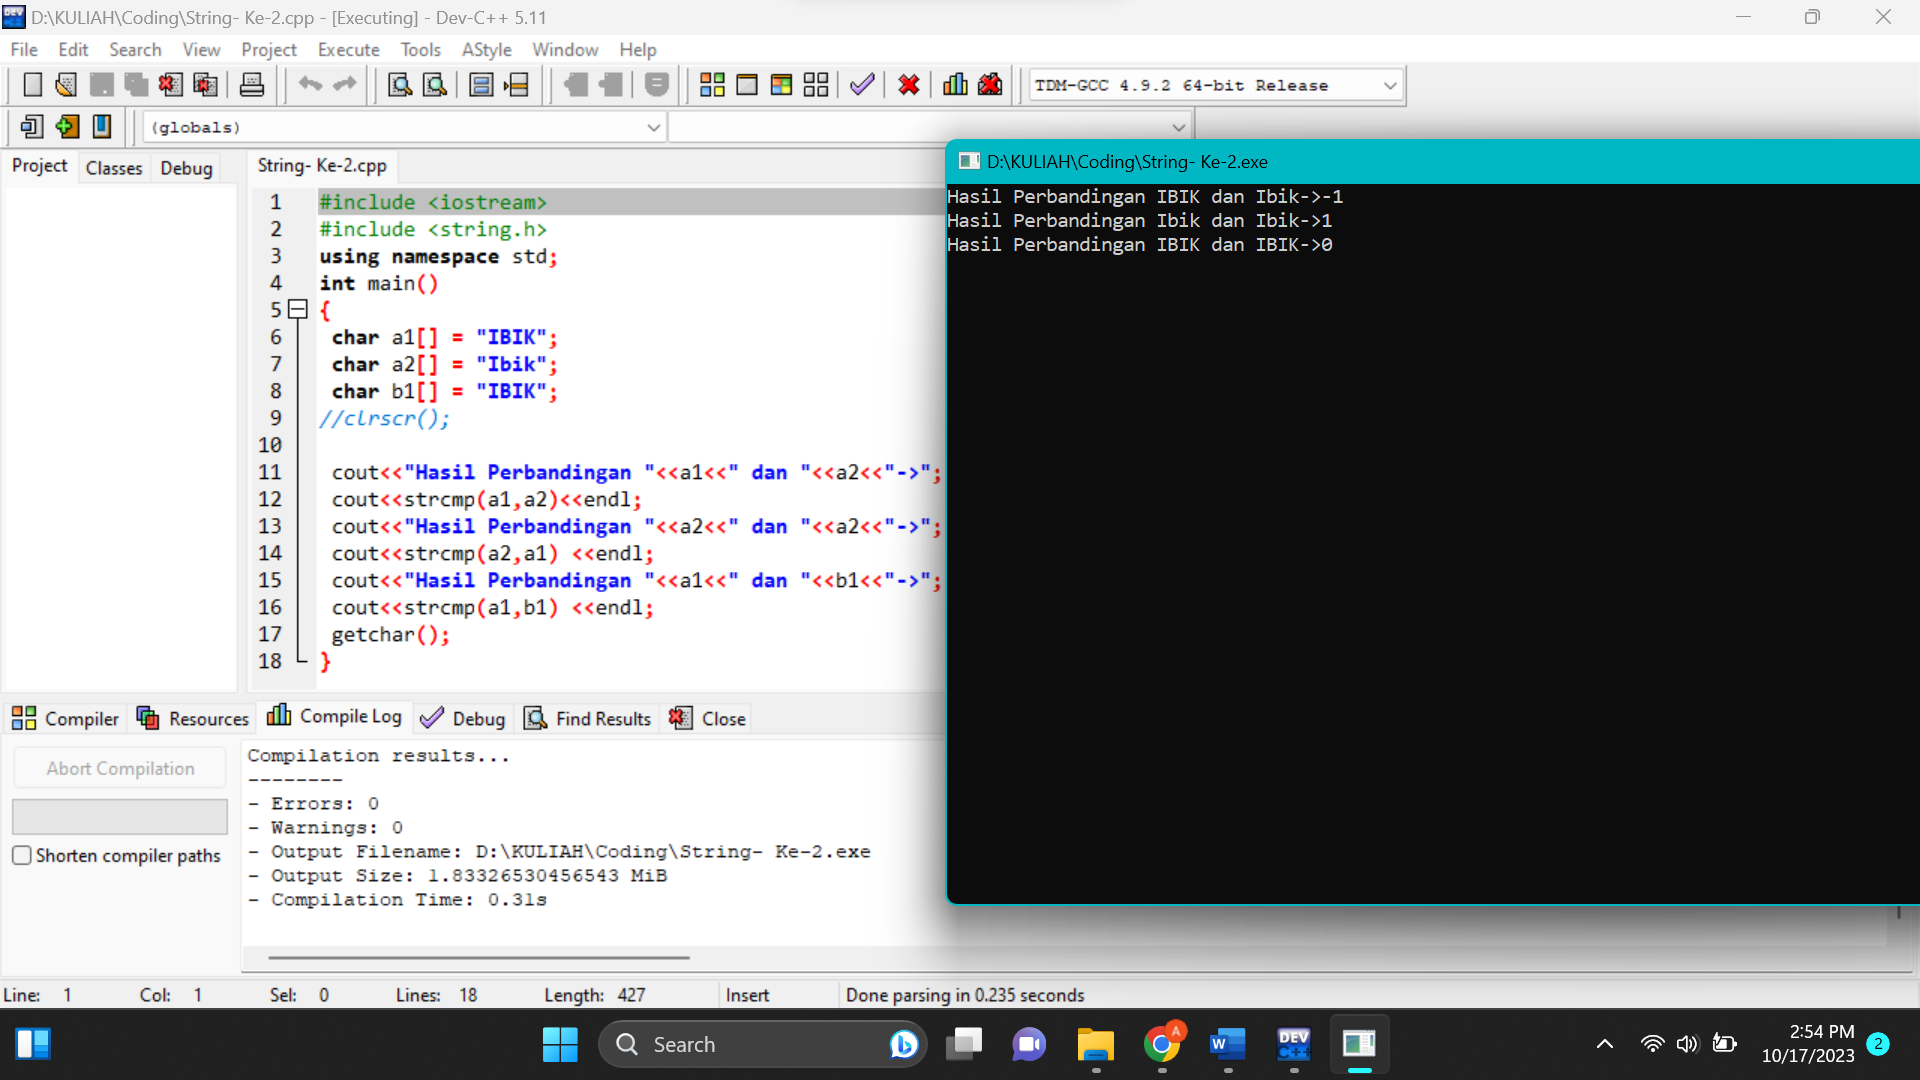 D:\KULIAH\Coding\String- Ke-2.cpp - [Executing] - Dev-C++ 5.11
File Edit Search View Project Execute Tools AStyle Window Help
TDM-GCC 4.9.2 64-bit Release
(globals)
Project Classes Debug
String- Ke-2.cpp
1 #include <iostream>
2 #include <string.h>
3 using namespace std;
4 int main()
5 {
6 char a1[] = "IBIK";
7 char a2[] = "Ibik";
8 char b1[] = "IBIK";
9 //clrscr();
10
11 cout<<"Hasil Perbandingan "<<a1<<" dan "<<a2<<"->";
12 cout<<strcmp(a1,a2)<<endl;
13 cout<<"Hasil Perbandingan "<<a2<<" dan "<<a2<<"->";
14 cout<<strcmp(a2,a1) <<endl;
15 cout<<"Hasil Perbandingan "<<a1<<" dan "<<b1<<"->";
16 cout<<strcmp(a1,b1) <<endl;
17 getchar();
18 }
D:\KULIAH\Coding\String- Ke-2.exe
Hasil Perbandingan IBIK dan Ibik->-1
Hasil Perbandingan Ibik dan Ibik->1
Hasil Perbandingan IBIK dan IBIK->0
Compiler Resources Compile Log Debug Find Results Close
Abort Compilation
Shorten compiler paths
Compilation results...
--------
- Errors: 0
- Warnings: 0
- Output Filename: D:\KULIAH\Coding\String- Ke-2.exe
- Output Size: 1.83326530456543 MiB
- Compilation Time: 0.31s
Line: 1 Col: 1 Sel: 0 Lines: 18 Length: 427 Insert Done parsing in 0.235 seconds
Search
A
W
DEV
C++
2:54 PM
10/17/2023
2